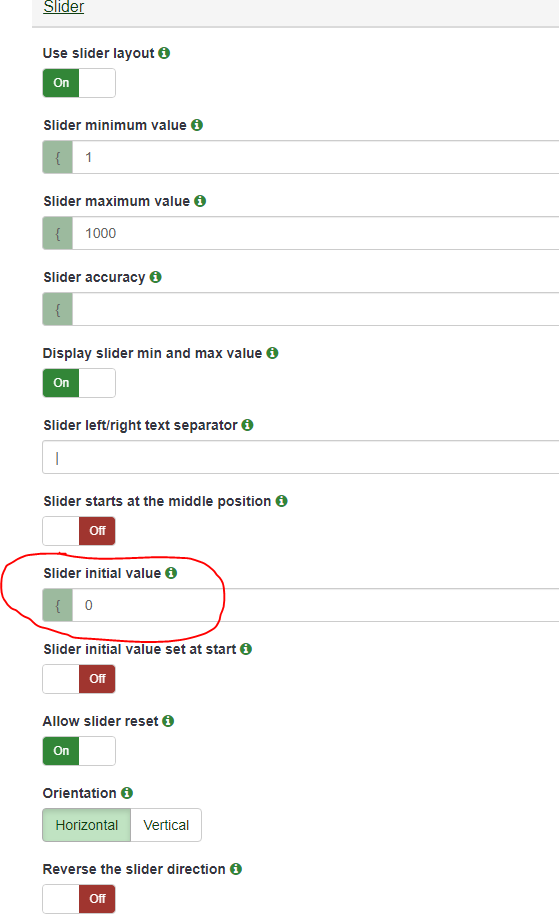 Slider
Use slider layout
On
Slider minimum value
{ 1
Slider maximum value
{ 1000
Slider accuracy
{
Display slider min and max value
On
Slider left/right text separator
|
Slider starts at the middle position
Off
Slider initial value
{ 0
Slider initial value set at start
Off
Allow slider reset
On
Orientation
Horizontal Vertical
Reverse the slider direction
Off